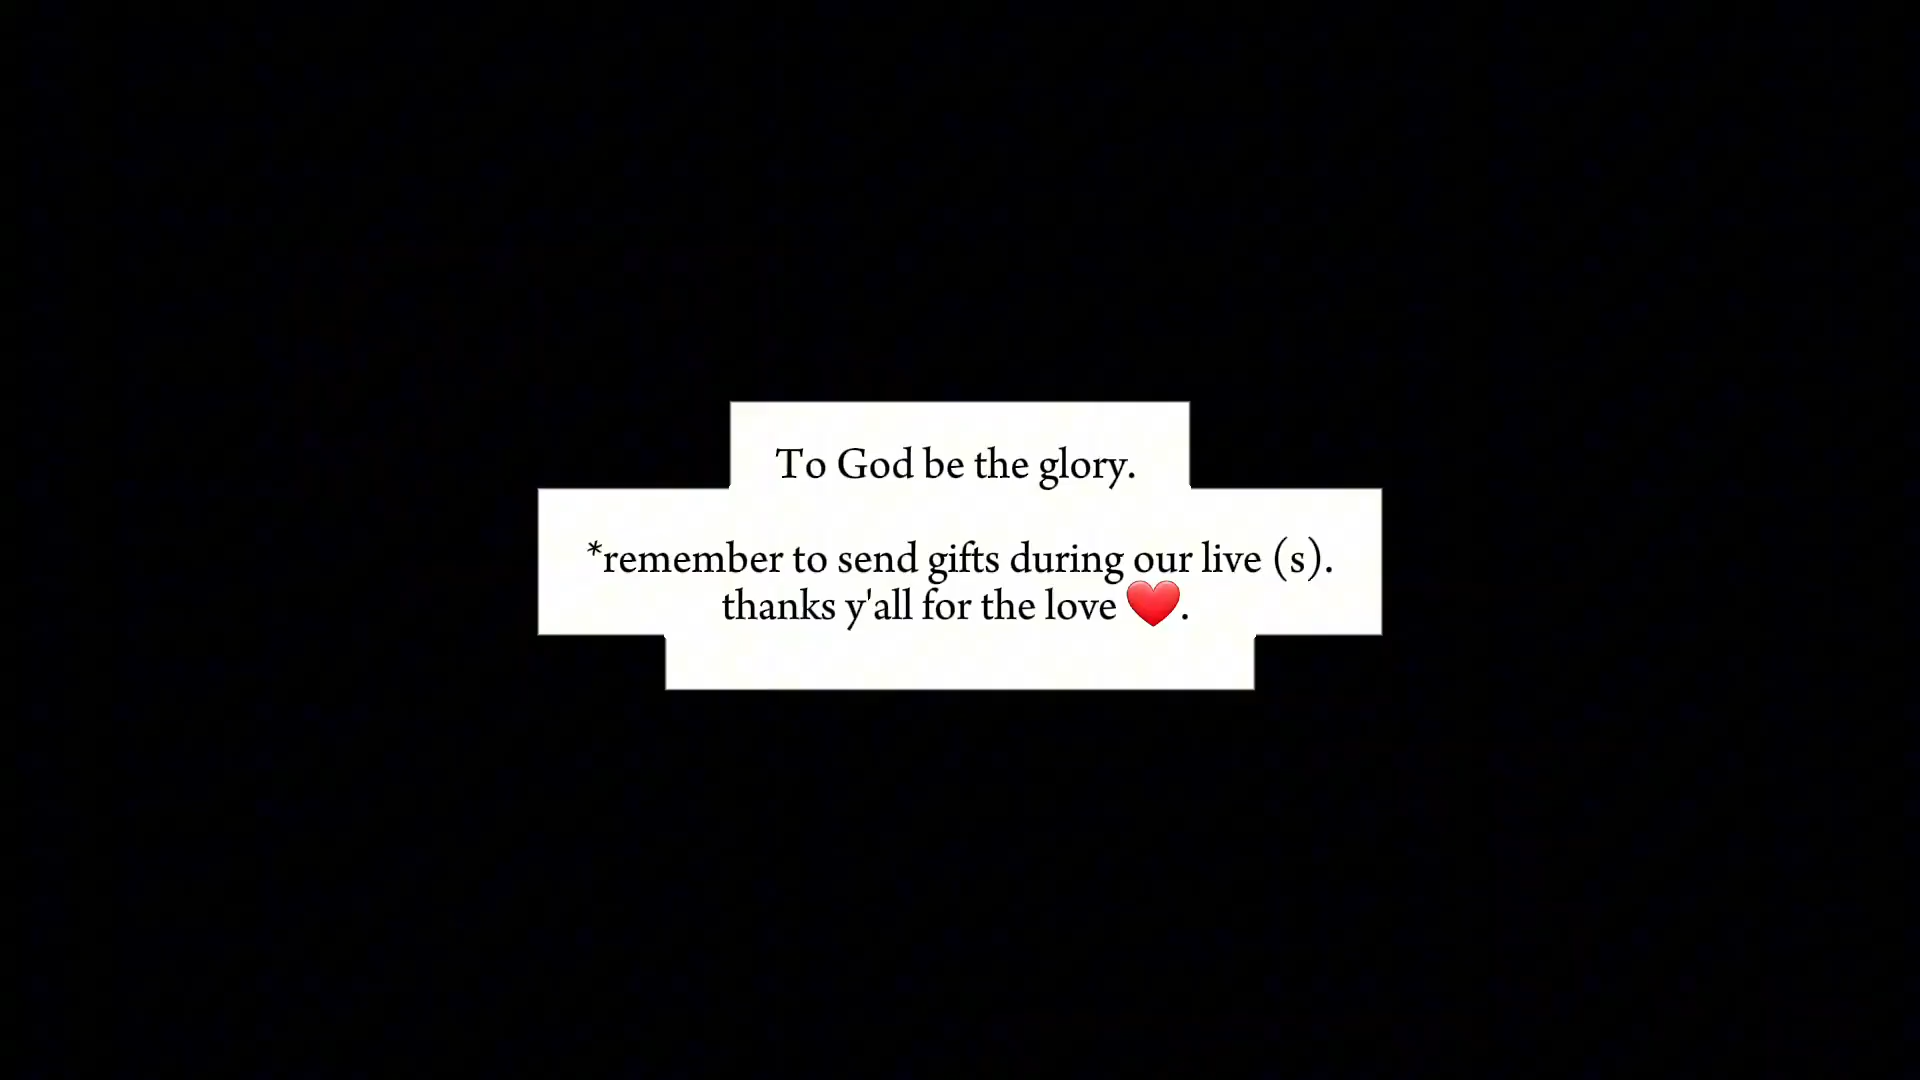 To God be the glory.
*remember to send gifts during our live (s).
thanks y'all for the love ❤️.